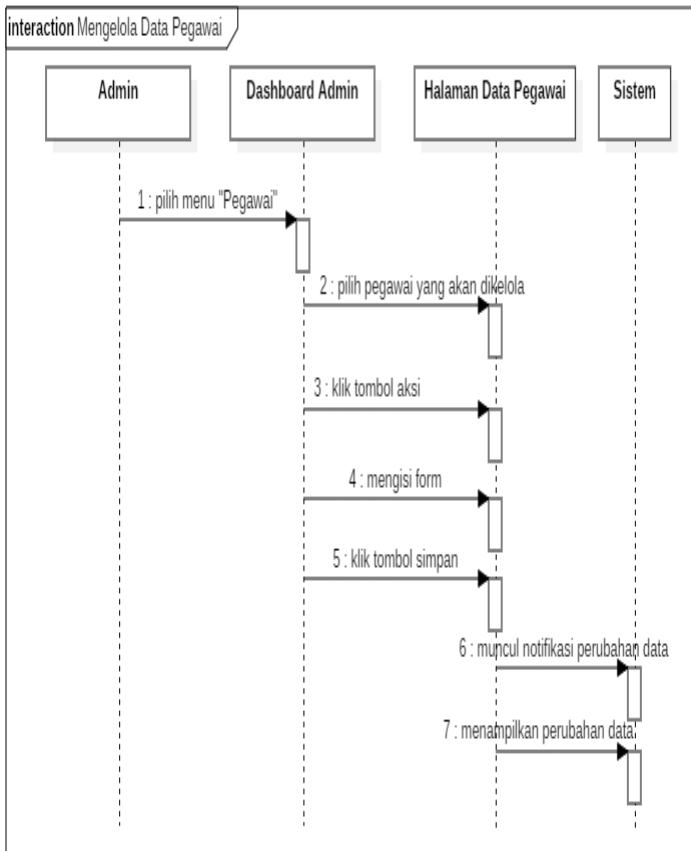 interaction Mengelola Data Pegawai
Admin
Dashboard Admin
Halaman Data Pegawai
Sistem
1 : pilih menu "Pegawai"
2 : pilih pegawai yang akan dikelola
3 : klik tombol aksi
4 : mengisi form
5 : klik tombol simpan
6 : muncul notifikasi perubahan data
7 : menampilkan perubahan data